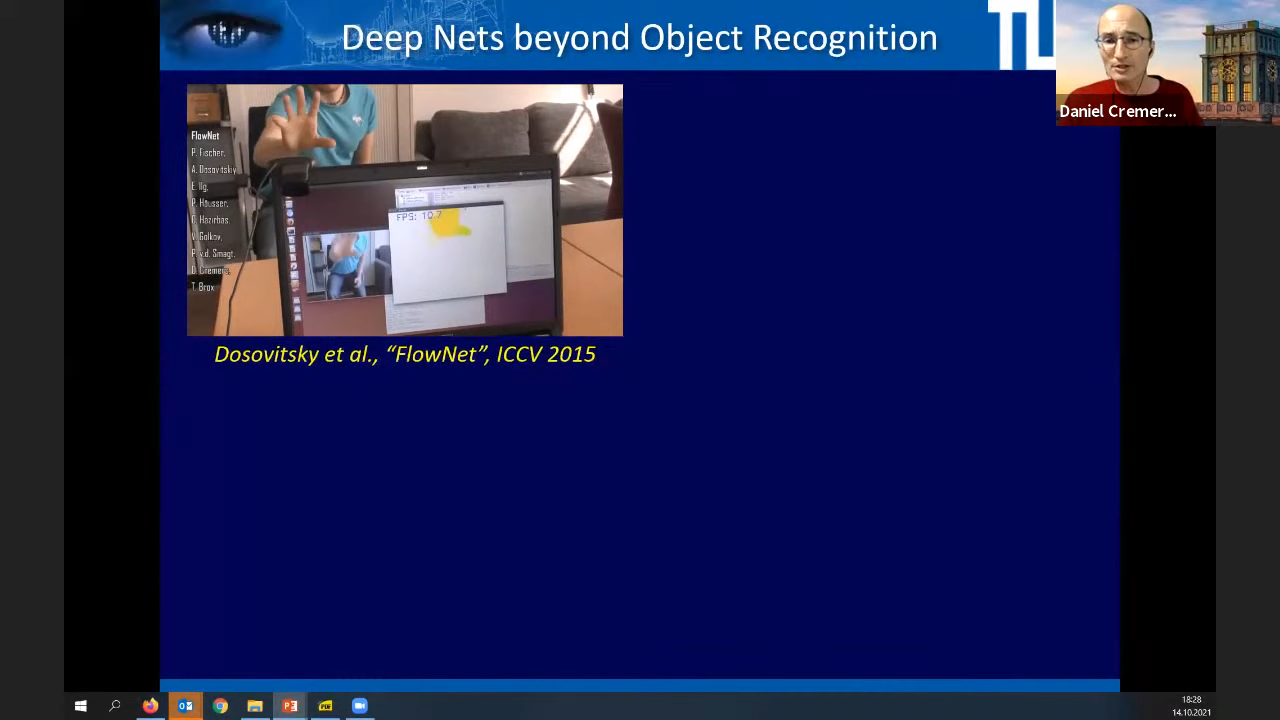 Deep Nets beyond Object Recognition
TU
Daniel Cremer...
FlowNet
P. Fischer,
A. Dosovitskiy
E. Ilg,
P. Häusser,
C. Hazirbas,
V. Golkov,
P. v.d. Smagt,
D. Cremers,
T. Brox
FPS: 10.7
Dosovitsky et al., “FlowNet”, ICCV 2015
18:28
14.10.2021